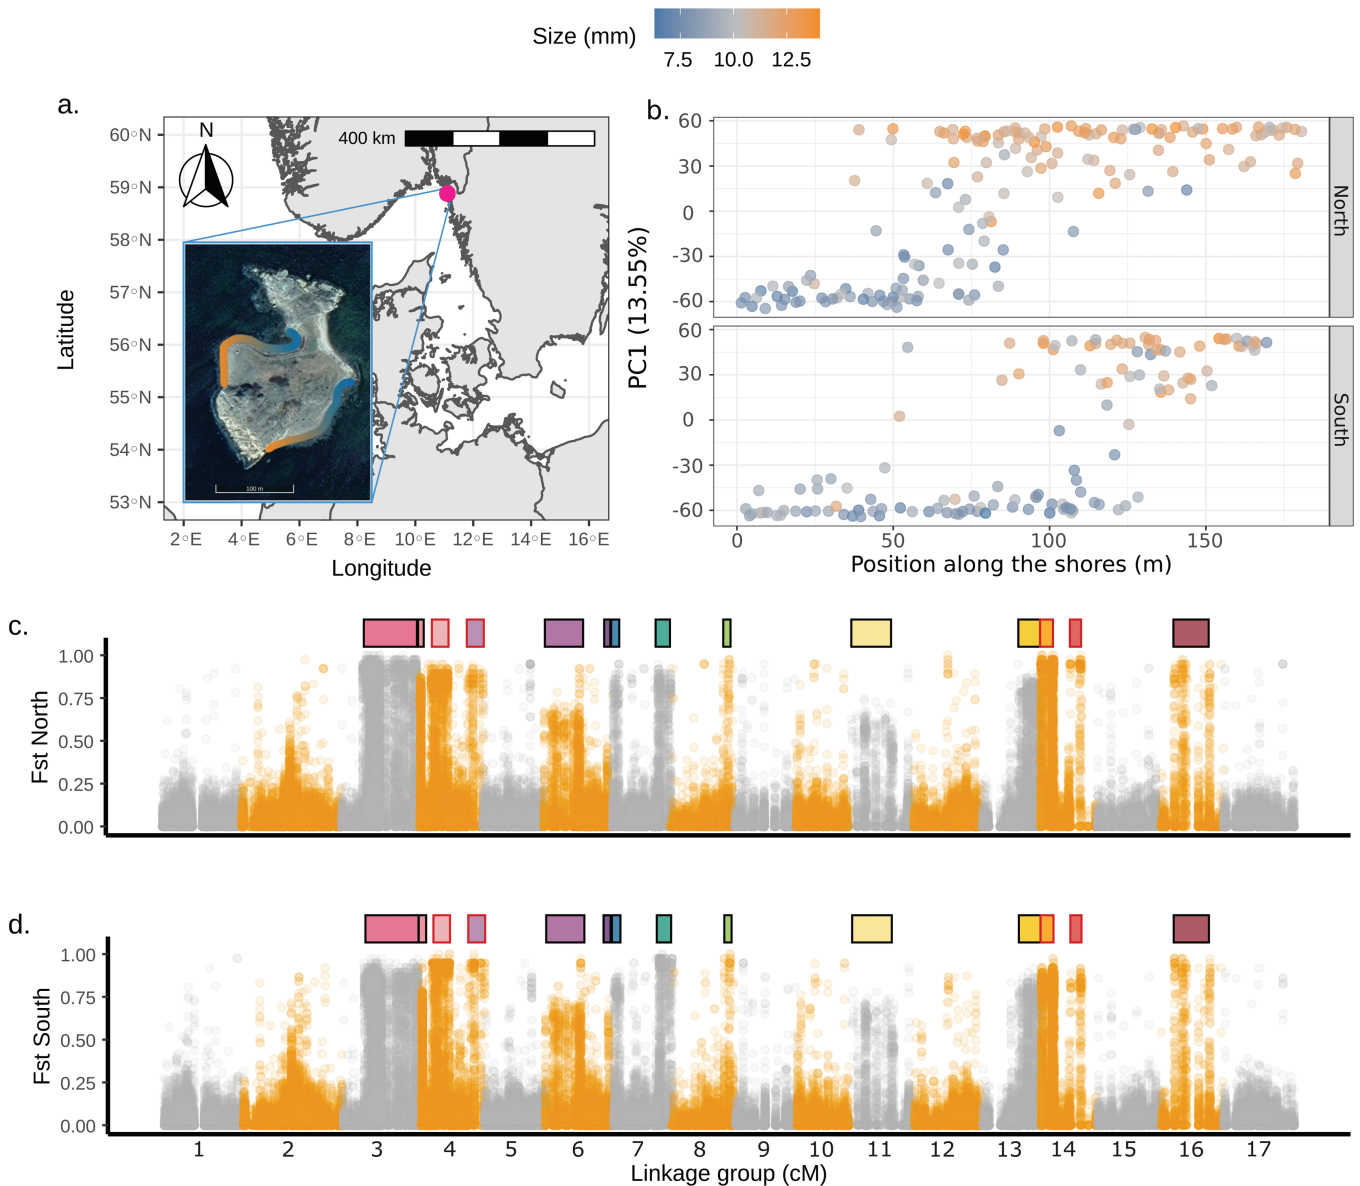 Size (mm)
7.5 10.0 12.5
a.
60°N
59°N
58°N
57°N
56°N
55°N
54°N
53°N
Latitude
N
400 km
100 m
2°E 4°E 6°E 8°E 10°E 12°E 14°E 16°E
Longitude
b.
PC1 (13.55%)
60
30
0
-30
-60
North
60
30
0
-30
-60
South
0 50 100 150
Position along the shores (m)
c.
Fst North
1.00
0.75
0.50
0.25
0.00
d.
Fst South
1.00
0.75
0.50
0.25
0.00
1 2 3 4 5 6 7 8 9 10 11 12 13 14 15 16 17
Linkage group (cM)